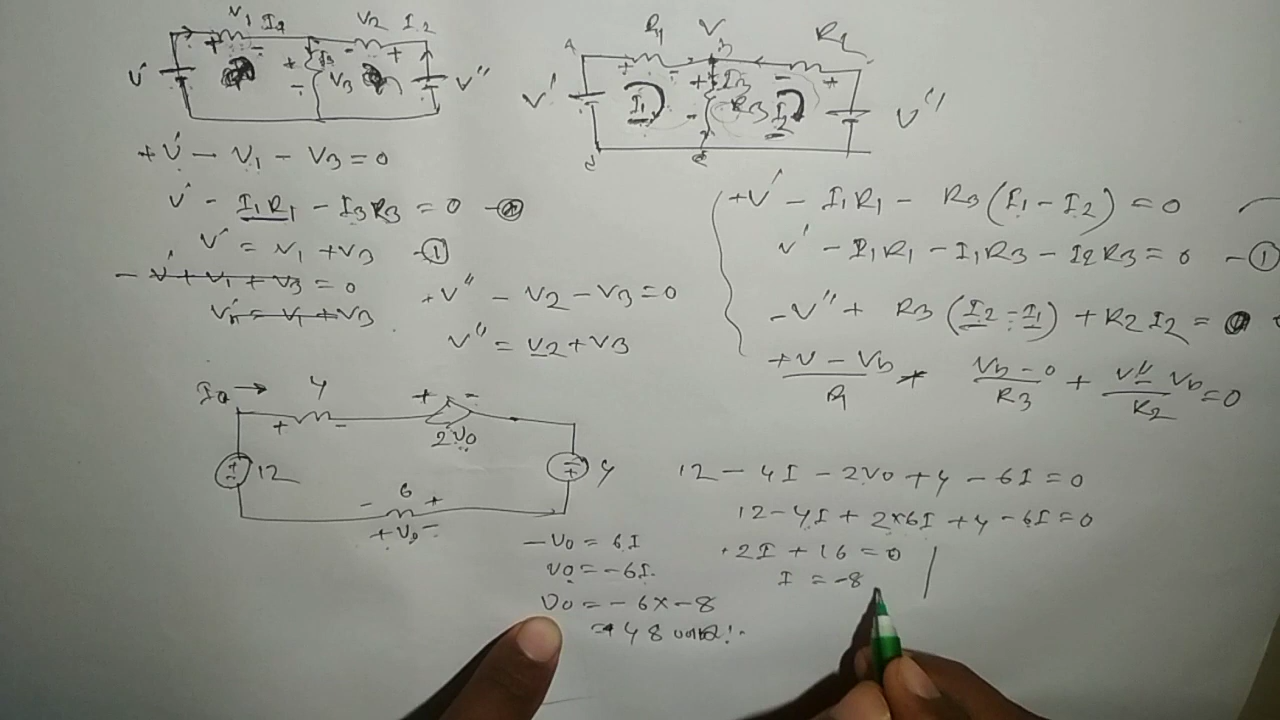 V1 I1 V2 I2
V' + - - + V''
+ I3
- V3
+V' - V1 - V3 = 0
V' - I1R1 - I3R3 = 0
V' = V1 + V3 - 1
- V' + V1 + V3 = 0
V' = V1 + V3
+V'' - V2 - V3 = 0
V'' = V2 + V3
A R1 V R2
B
+ - + - - +
V' I1 I3 R3 I2 V''
+V' - I1R1 - R3(I1 - I2) = 0
V' - I1R1 - I1R3 - I2R3 = 0 - 1
-V'' + R3(I2 - I1) + R2I2 = 0
+V - Vb / R1 + Vb - 0 / R3 + V'' - Vb / R2 = 0
I0 → 4 + -
+ - 2V0
12 4
- 6 +
+ V0 -
-V0 = 6I
V0 = -6I
V0 = -6 x -8
= 48
12 - 4I - 2V0 + 4 - 6I = 0
12 - 4I + 2x6I + 4 - 6I = 0
2I + 16 = 0
I = -8